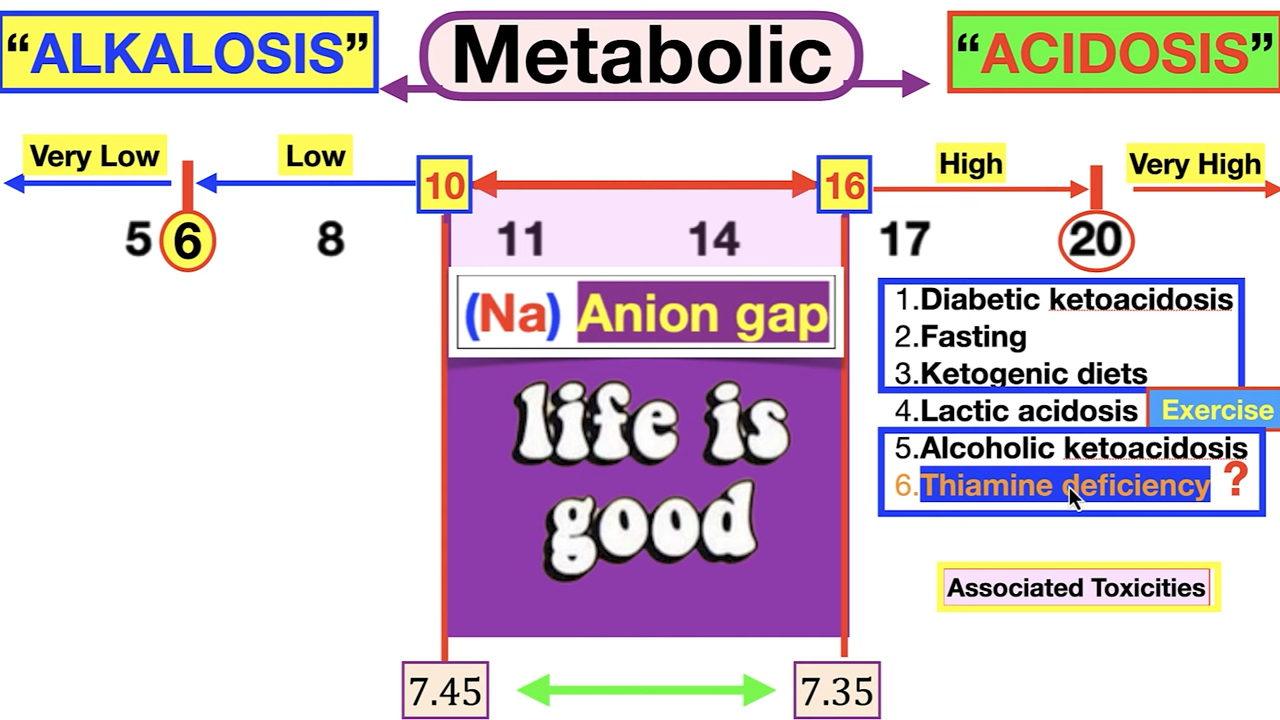 “ALKALOSIS”
Metabolic
“ACIDOSIS”
Very Low
Low
10
16
High
Very High
5
6
8
11
14
17
20
(Na) Anion gap
life is
good
1.Diabetic ketoacidosis
2.Fasting
3.Ketogenic diets
4.Lactic acidosis
Exercise
5.Alcoholic ketoacidosis
6.Thiamine deficiency ?
Associated Toxicities
7.45
7.35